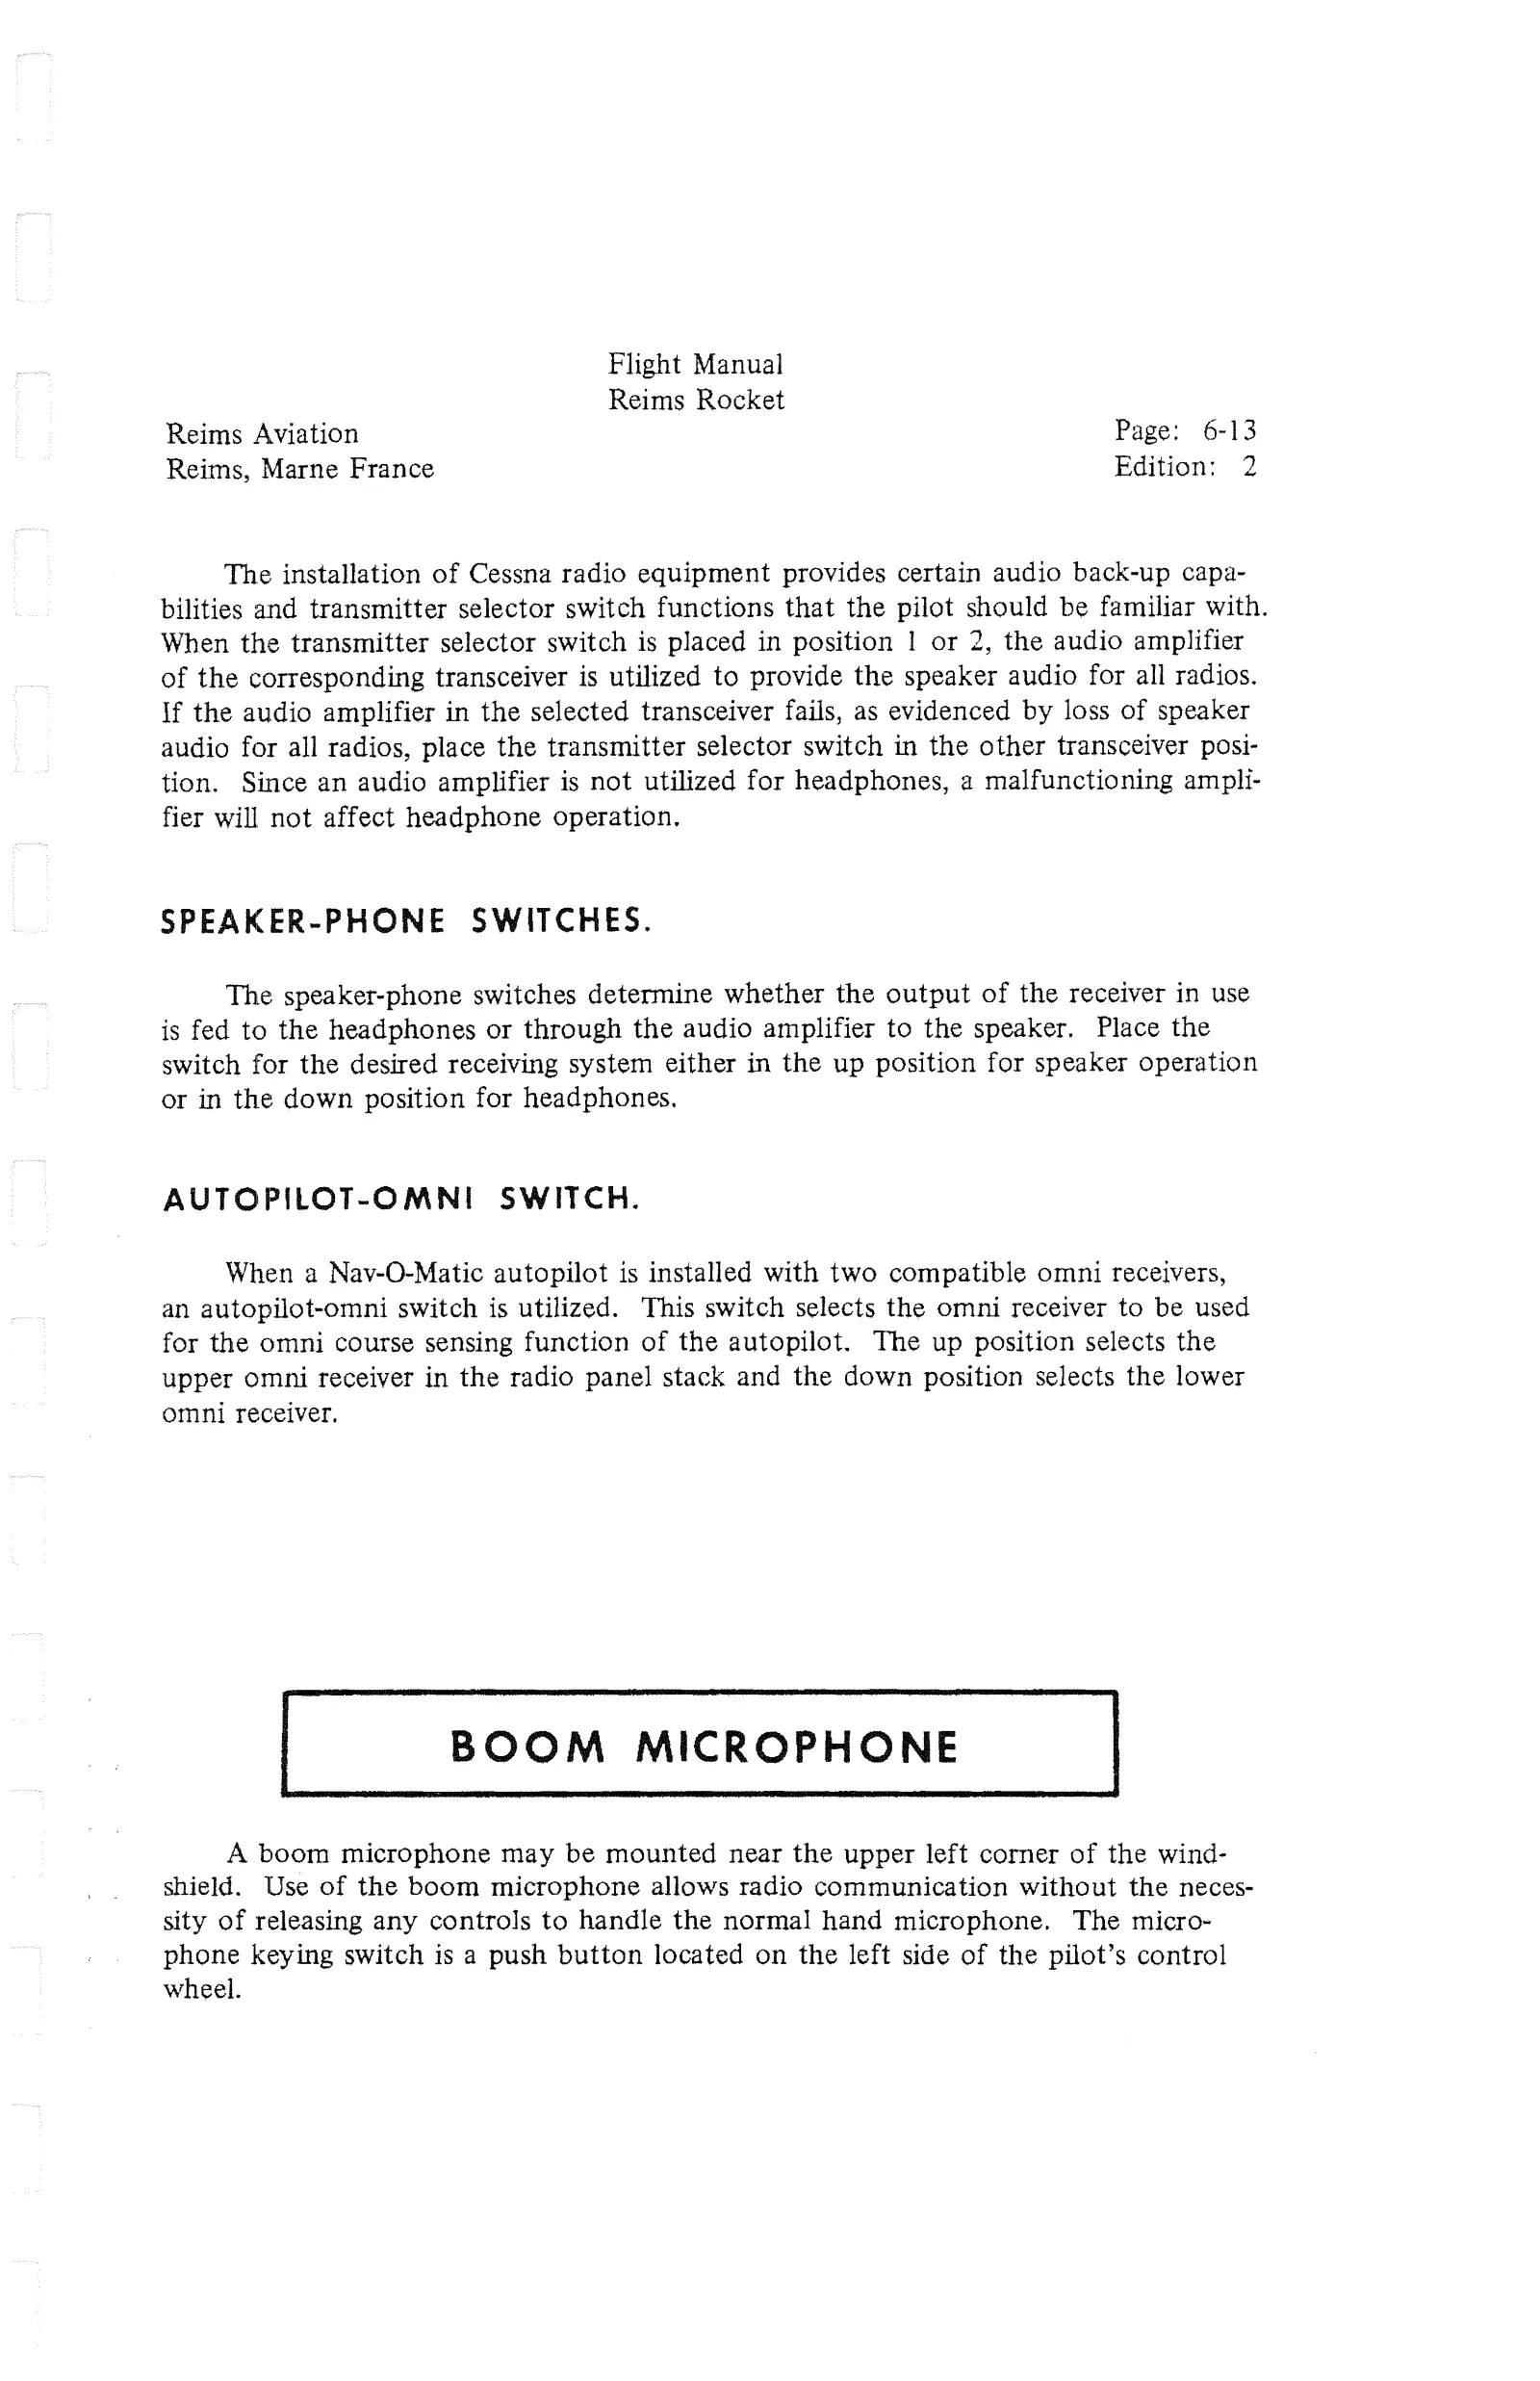 Flight Manual
Reims Rocket
Reims Aviation
Reims, Marne France
Page: 6-13
Edition: 2
The installation of Cessna radio equipment provides certain audio back-up capa-
bilities and transmitter selector switch functions that the pilot should be familiar with.
When the transmitter selector switch is placed in position 1 or 2, the audio amplifier
of the corresponding transceiver is utilized to provide the speaker audio for all radios.
If the audio amplifier in the selected transceiver fails, as evidenced by loss of speaker
audio for all radios, place the transmitter selector switch in the other transceiver posi-
tion. Since an audio amplifier is not utilized for headphones, a malfunctioning ampli-
fier will not affect headphone operation.
SPEAKER-PHONE SWITCHES.
The speaker-phone switches determine whether the output of the receiver in use
is fed to the headphones or through the audio amplifier to the speaker. Place the
switch for the desired receiving system either in the up position for speaker operation
or in the down position for headphones.
AUTOPILOT-OMNI SWITCH.
When a Nav-O-Matic autopilot is installed with two compatible omni receivers,
an autopilot-omni switch is utilized. This switch selects the omni receiver to be used
for the omni course sensing function of the autopilot. The up position selects the
upper omni receiver in the radio panel stack and the down position selects the lower
omni receiver.
BOOM MICROPHONE
A boom microphone may be mounted near the upper left corner of the wind-
shield. Use of the boom microphone allows radio communication without the neces-
sity of releasing any controls to handle the normal hand microphone. The micro-
phone keying switch is a push button located on the left side of the pilot's control
wheel.